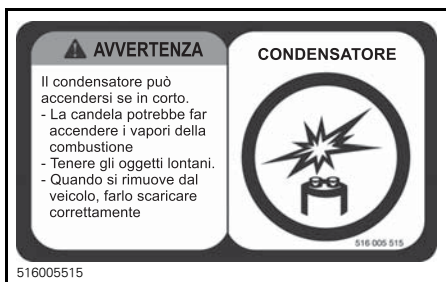 AVVERTENZA
Il condensatore può
accendersi se in corto.
- La candela potrebbe far
accendere i vapori della
combustione
- Tenere gli oggetti lontani.
- Quando si rimuove dal
veicolo, farlo scaricare
correttamente
CONDENSATORE
516 005 515
516005515